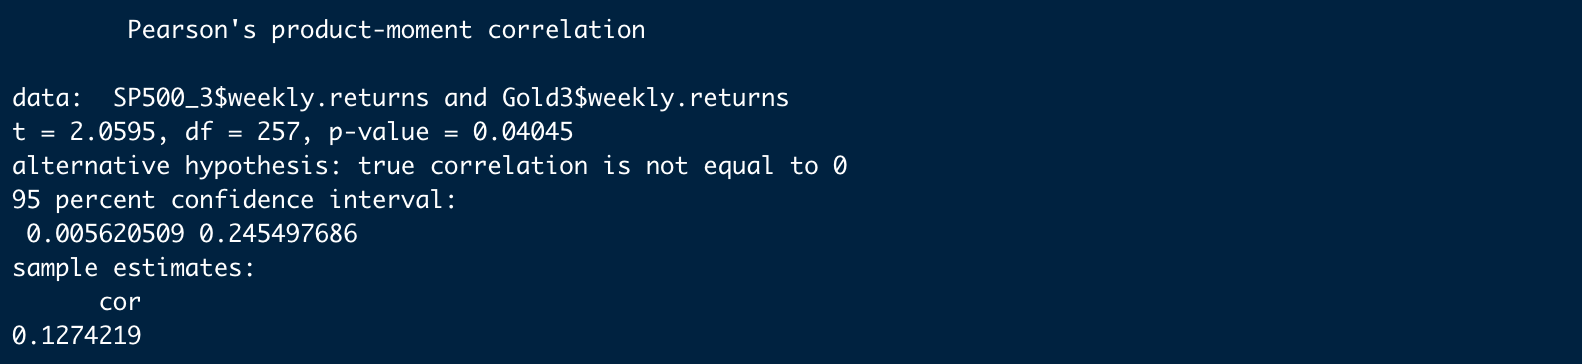 Pearson's product-moment correlation
data:  SP500_3$weekly.returns and Gold3$weekly.returns
t = 2.0595, df = 257, p-value = 0.04045
alternative hypothesis: true correlation is not equal to 0
95 percent confidence interval:
 0.005620509 0.245497686
sample estimates:
      cor
0.1274219